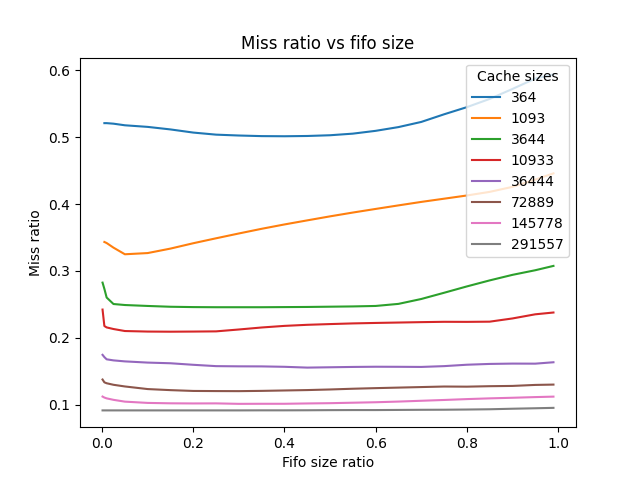 Miss ratio vs fifo size
Miss ratio
0.6
0.5
0.4
0.3
0.2
0.1
Cache sizes
364
1093
3644
10933
36444
72889
145778
291557
0.0 0.2 0.4 0.6 0.8 1.0
Fifo size ratio